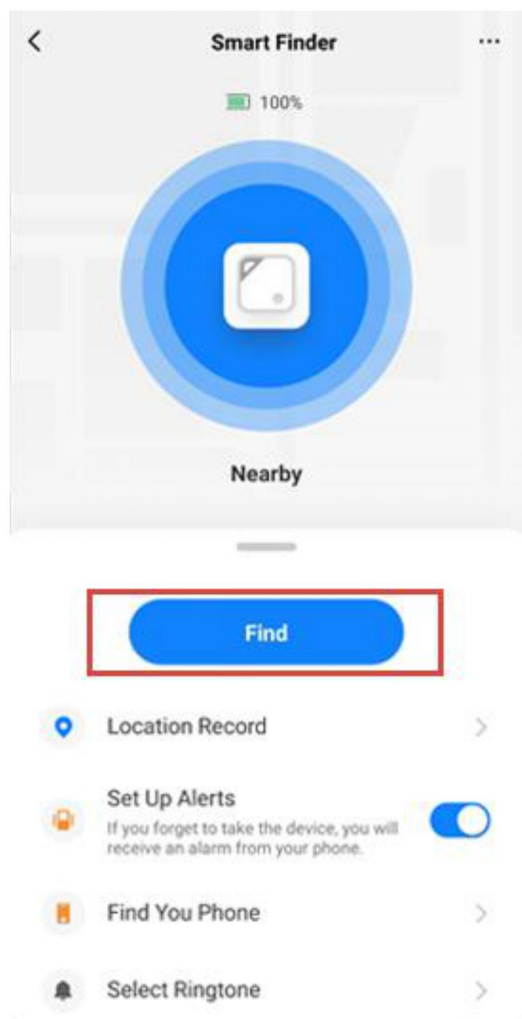 Smart Finder
100%
Nearby
Find
Location Record
Set Up Alerts
If you forget to take the device, you will
receive an alarm from your phone.
Find You Phone
Select Ringtone